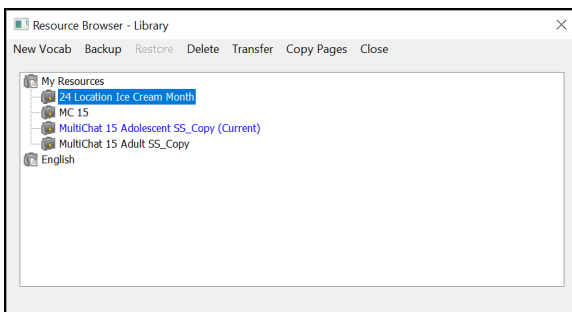 Resource Browser - Library
New Vocab Backup Restore Delete Transfer Copy Pages Close
My Resources
24 Location Ice Cream Month
MC 15
MultiChat 15 Adolescent SS_Copy (Current)
MultiChat 15 Adult SS_Copy
English